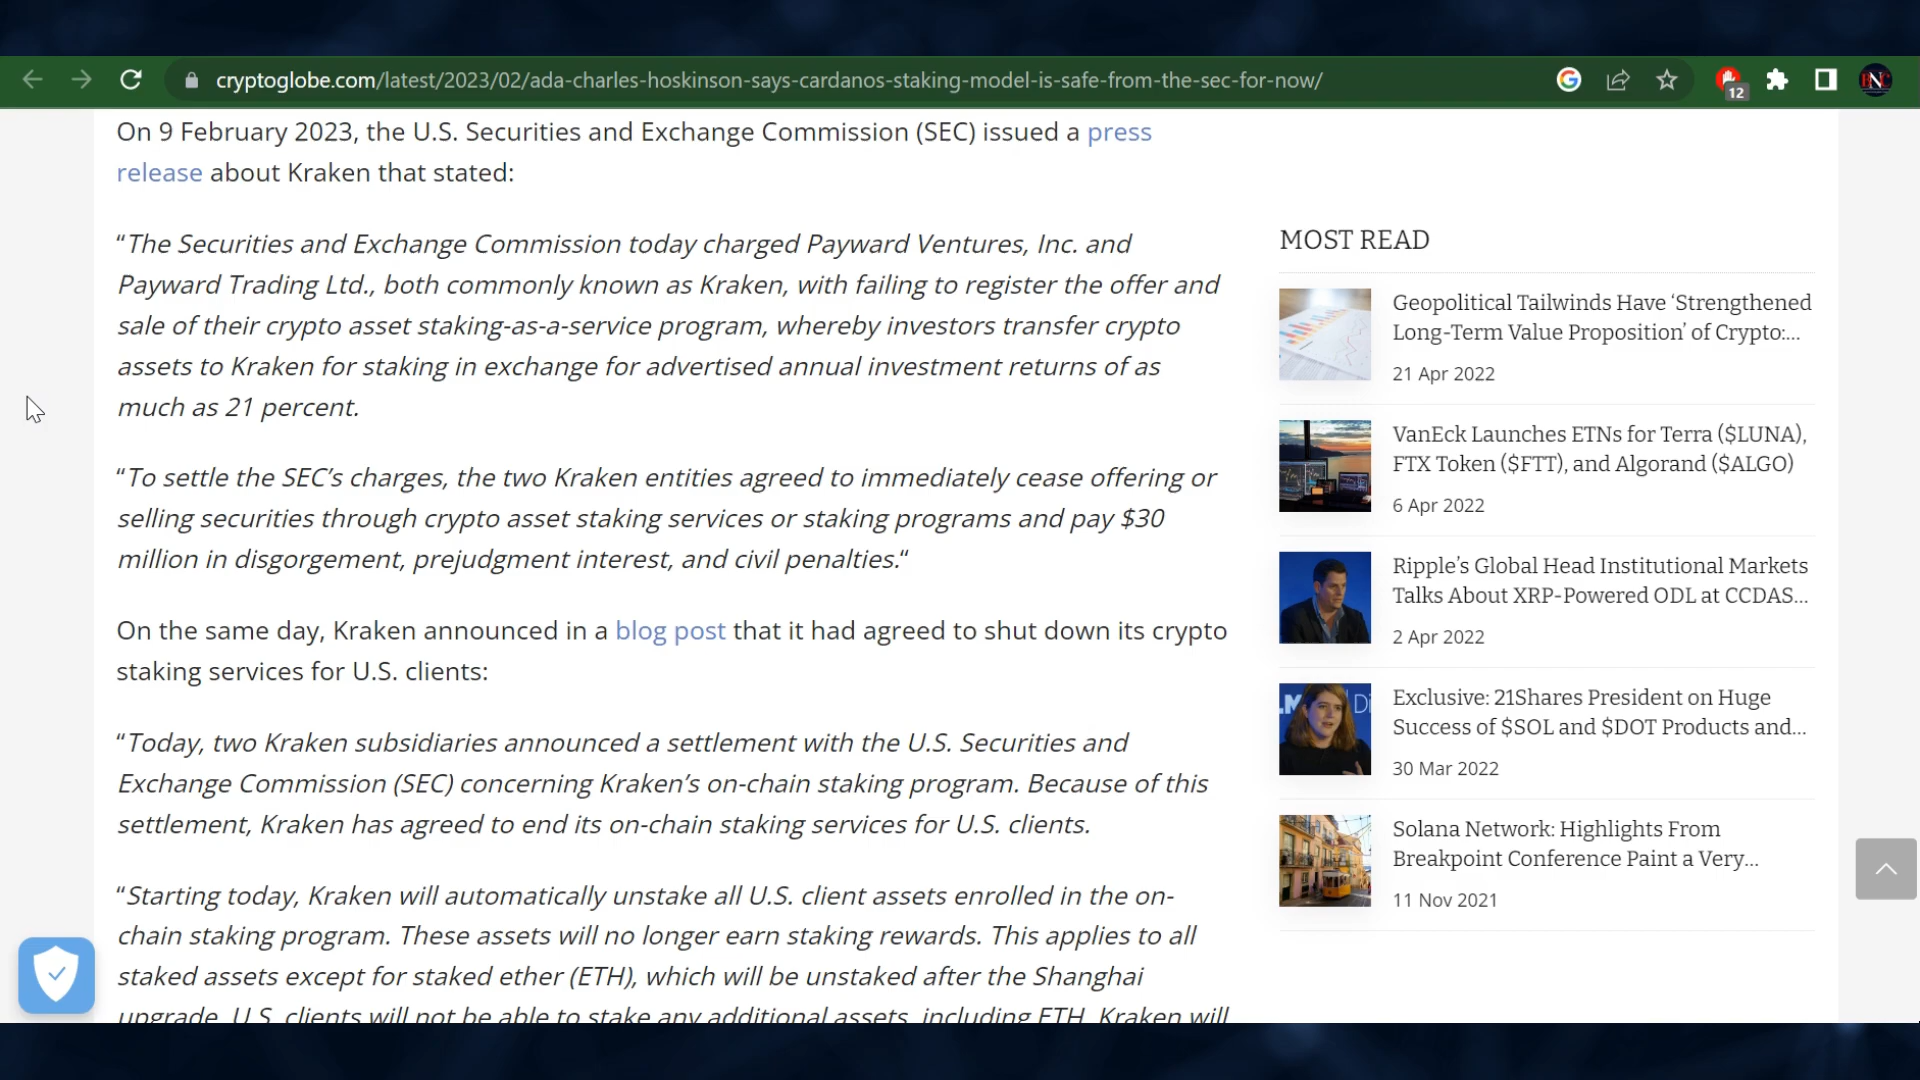 cryptoglobe.com/latest/2023/02/ada-charles-hoskinson-says-cardanos-staking-model-is-safe-from-the-sec-for-now/
12
On 9 February 2023, the U.S. Securities and Exchange Commission (SEC) issued a press
release about Kraken that stated:
“The Securities and Exchange Commission today charged Payward Ventures, Inc. and
Payward Trading Ltd., both commonly known as Kraken, with failing to register the offer and
sale of their crypto asset staking-as-a-service program, whereby investors transfer crypto
assets to Kraken for staking in exchange for advertised annual investment returns of as
much as 21 percent.
“To settle the SEC’s charges, the two Kraken entities agreed to immediately cease offering or
selling securities through crypto asset staking services or staking programs and pay $30
million in disgorgement, prejudgment interest, and civil penalties.“
On the same day, Kraken announced in a blog post that it had agreed to shut down its crypto
staking services for U.S. clients:
“Today, two Kraken subsidiaries announced a settlement with the U.S. Securities and
Exchange Commission (SEC) concerning Kraken’s on-chain staking program. Because of this
settlement, Kraken has agreed to end its on-chain staking services for U.S. clients.
“Starting today, Kraken will automatically unstake all U.S. client assets enrolled in the on-
chain staking program. These assets will no longer earn staking rewards. This applies to all
staked assets except for staked ether (ETH), which will be unstaked after the Shanghai
upgrade. U.S. clients will not be able to stake any additional assets, including ETH. Kraken will
MOST READ
Geopolitical Tailwinds Have ‘Strengthened
Long-Term Value Proposition’ of Crypto:...
21 Apr 2022
VanEck Launches ETNs for Terra ($LUNA),
FTX Token ($FTT), and Algorand ($ALGO)
6 Apr 2022
Ripple’s Global Head Institutional Markets
Talks About XRP-Powered ODL at CCDAS...
2 Apr 2022
Exclusive: 21Shares President on Huge
Success of $SOL and $DOT Products and...
30 Mar 2022
Solana Network: Highlights From
Breakpoint Conference Paint a Very...
11 Nov 2021